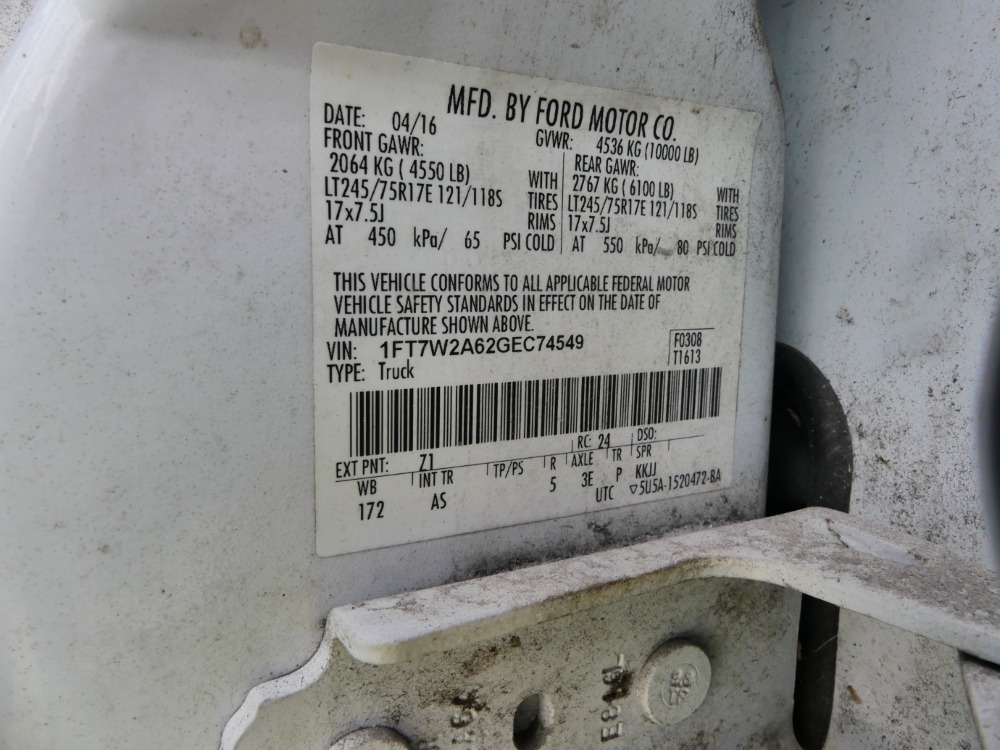 MFD. BY FORD MOTOR CO.
DATE: 04/16 GVWR: 4536 KG (10000 LB)
FRONT GAWR: REAR GAWR:
2064 KG ( 4550 LB) WITH 2767 KG ( 6100 LB) WITH
LT245/75R17E 121/118S TIRES LT245/75R17E 121/118S TIRES
17x7.5J RIMS 17x7.5J RIMS
AT 450 kPa/ 65 PSI COLD AT 550 kPa/ 80 PSI COLD
THIS VEHICLE CONFORMS TO ALL APPLICABLE FEDERAL MOTOR
VEHICLE SAFETY STANDARDS IN EFFECT ON THE DATE OF
MANUFACTURE SHOWN ABOVE.
VIN: 1FT7W2A62GEC74549 F0308
TYPE: Truck T1613
EXT PNT: Z1 RC: 24 DSO:
WB INT TR TP/PS R AXLE TR SPR
172 AS 5 3E P KKJJ
UTC ▽5U5A-1520472-BA